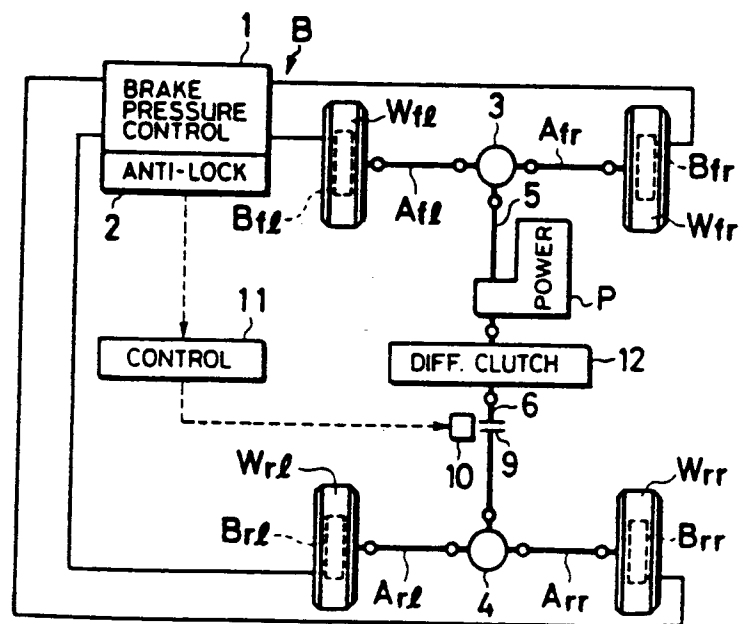 1
B
BRAKE
PRESSURE
CONTROL
ANTI-LOCK
2
Wfℓ
Bfℓ
Afℓ
3
Afr
Bfr
Wfr
5
POWER
P
11
CONTROL
DIFF. CLUTCH
12
6
10
9
Wrℓ
Brℓ
Arℓ
4
Arr
Wrr
Brr